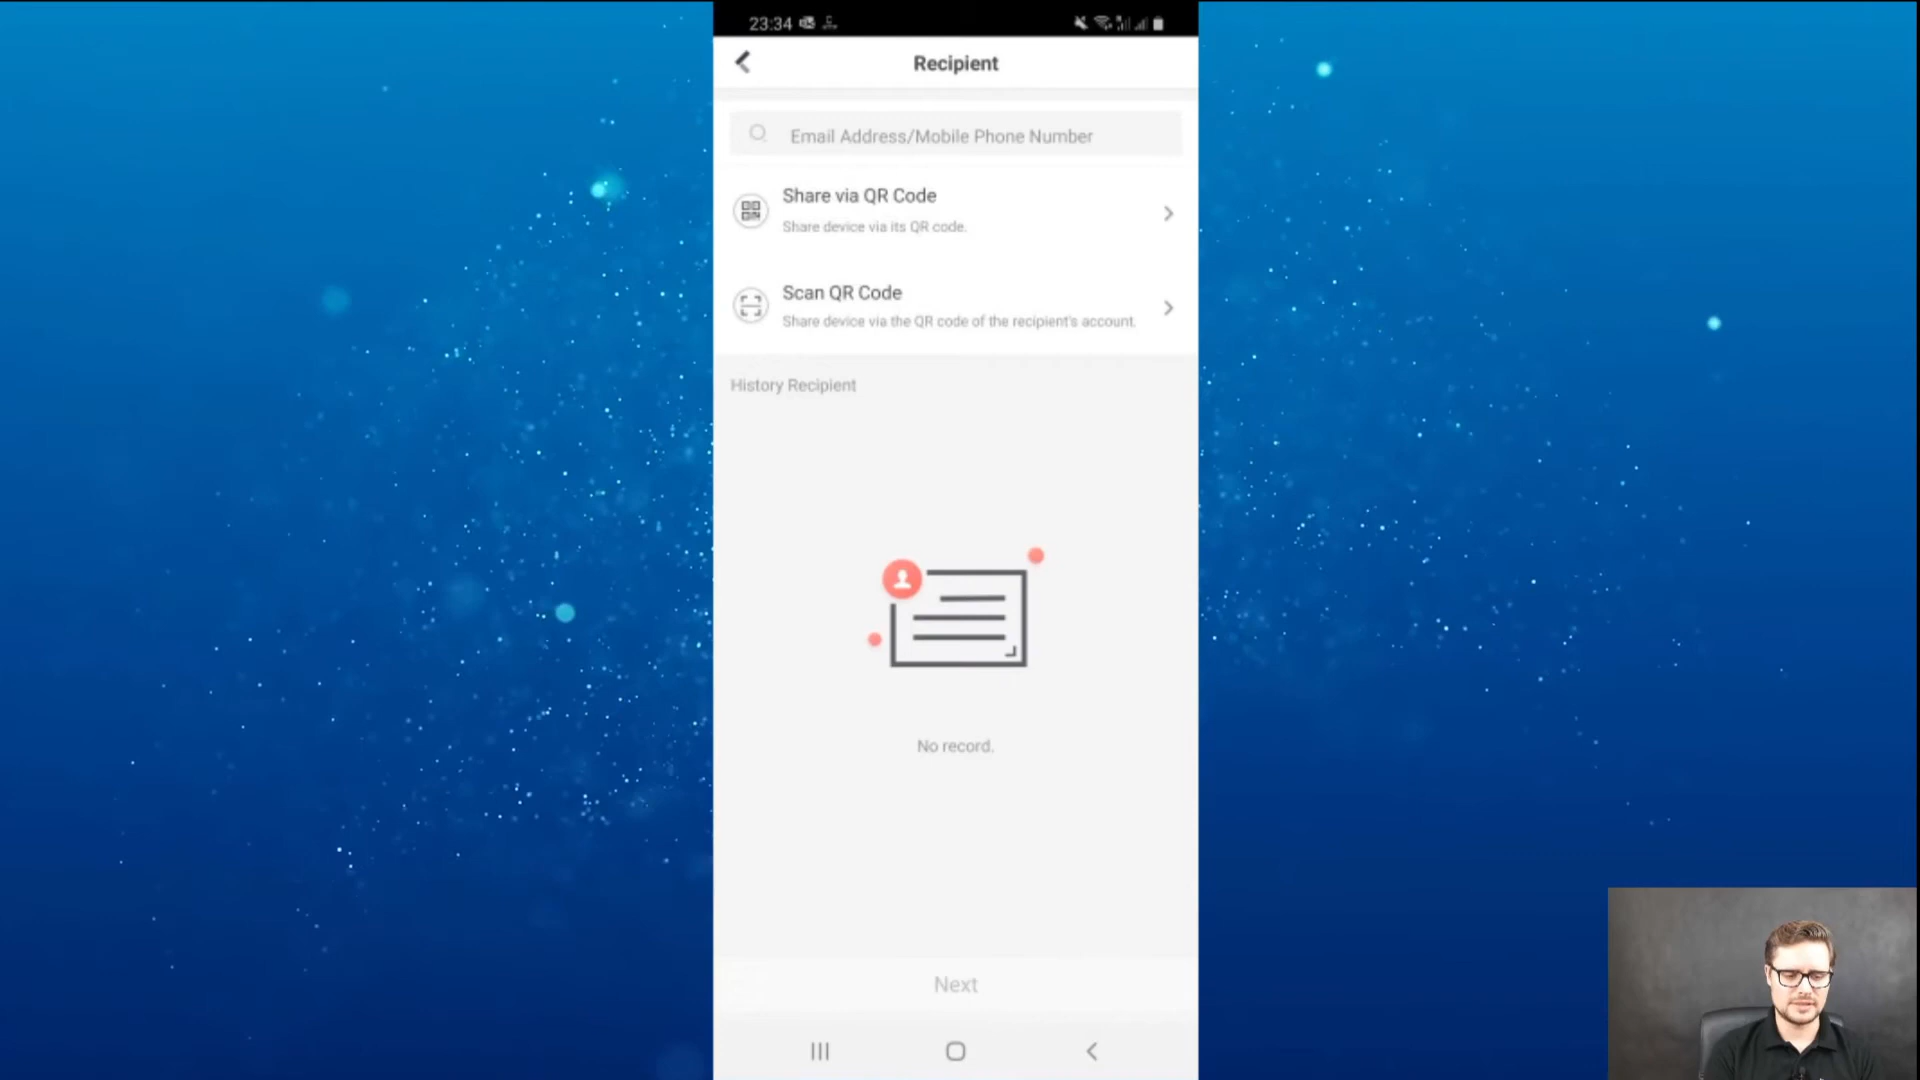 23:34
Recipient
Email Address/Mobile Phone Number
Share via QR Code
Share device via its QR code.
Scan QR Code
Share device via the QR code of the recipient's account.
History Recipient
No record.
Next